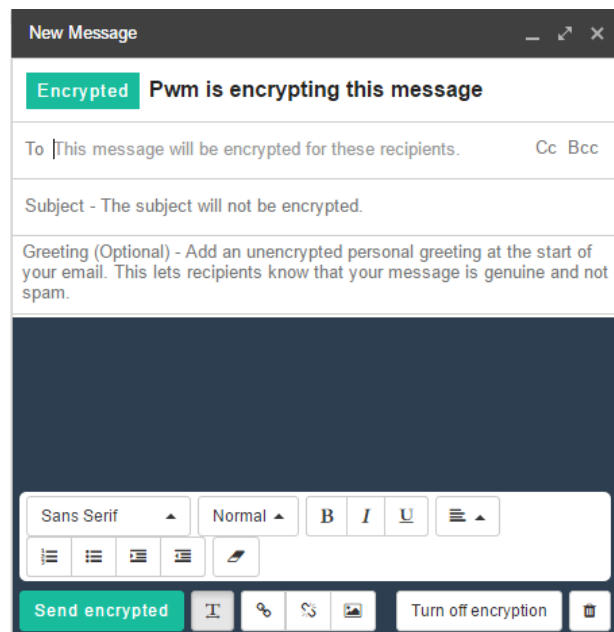 New Message
Encrypted Pwm is encrypting this message
To This message will be encrypted for these recipients. Cc Bcc
Subject - The subject will not be encrypted.
Greeting (Optional) - Add an unencrypted personal greeting at the start of
your email. This lets recipients know that your message is genuine and not
spam.
Sans Serif Normal B I U
Send encrypted T Turn off encryption